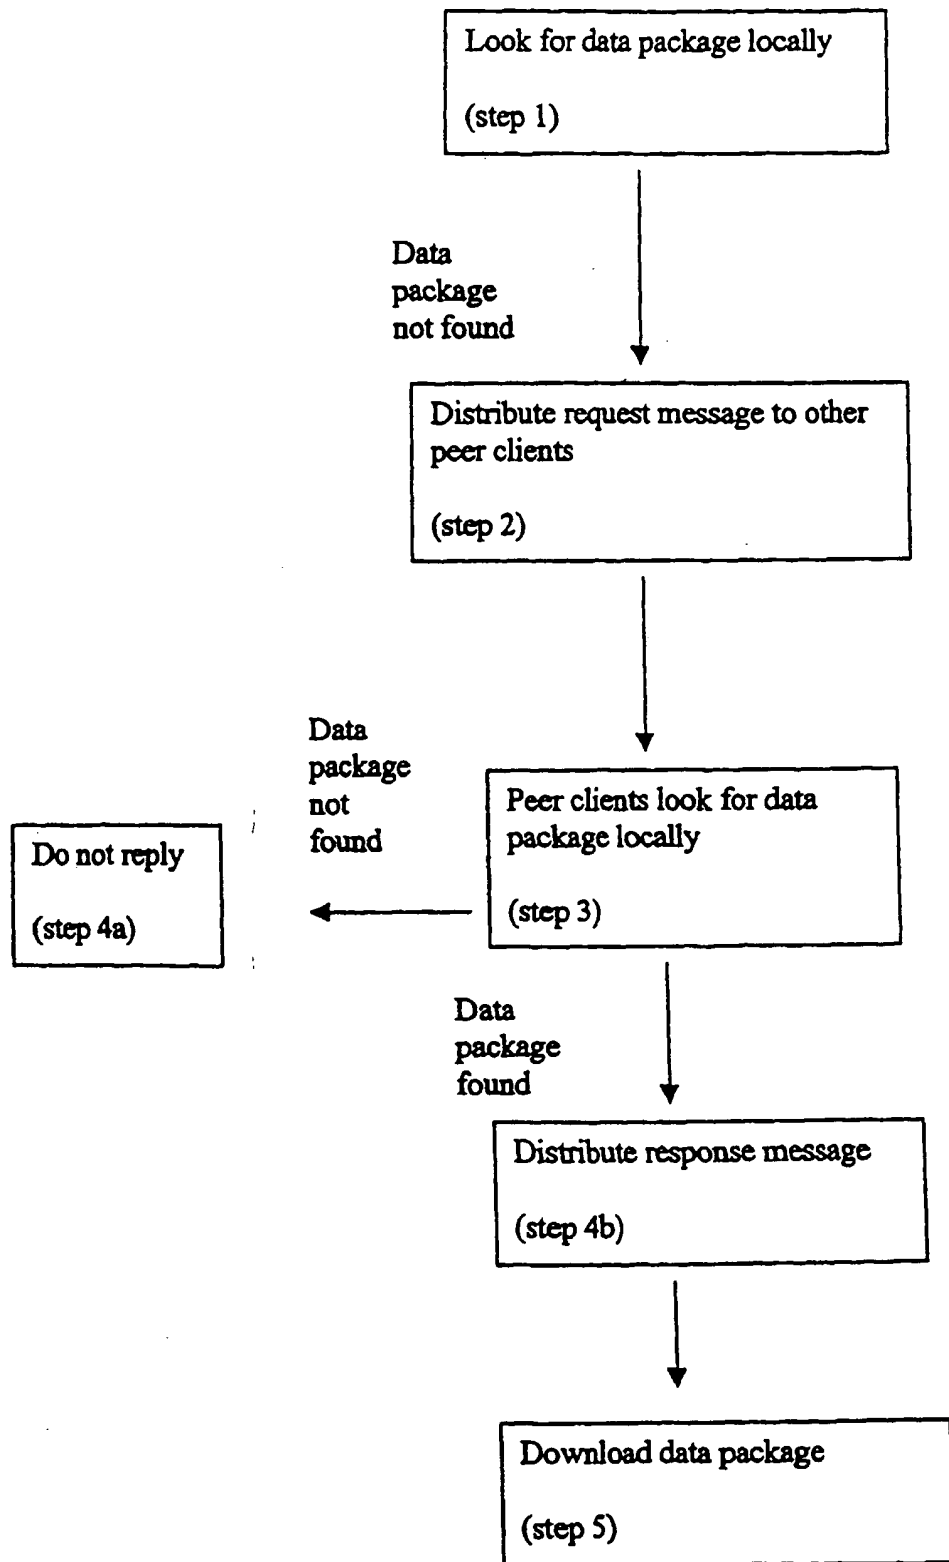 Look for data package locally
(step 1)
Data
package
not found
Distribute request message to other
peer clients
(step 2)
Data
package
not
found
Peer clients look for data
package locally
(step 3)
Do not reply
(step 4a)
Data
package
found
Distribute response message
(step 4b)
Download data package
(step 5)